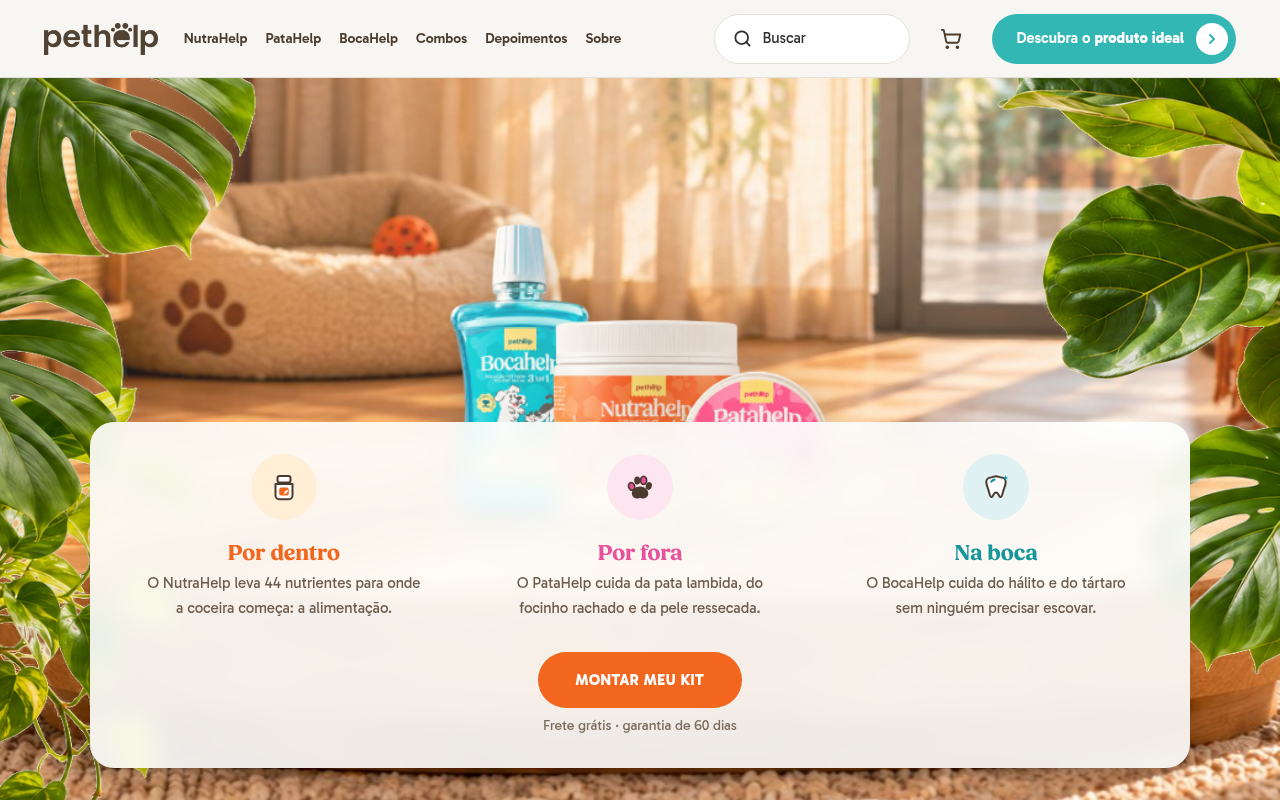 pethelp
NutraHelp PataHelp BocaHelp Combos Depoimentos Sobre
Buscar
Descubra o produto ideal
pethelp
Bocahelp
3 em 1
pethelp
Nutrahelp
pethelp
Patahelp
Por dentro
O NutraHelp leva 44 nutrientes para onde
a coceira começa: a alimentação.
Por fora
O PataHelp cuida da pata lambida, do
focinho rachado e da pele ressecada.
Na boca
O BocaHelp cuida do hálito e do tártaro
sem ninguém precisar escovar.
MONTAR MEU KIT
Frete grátis · garantia de 60 dias